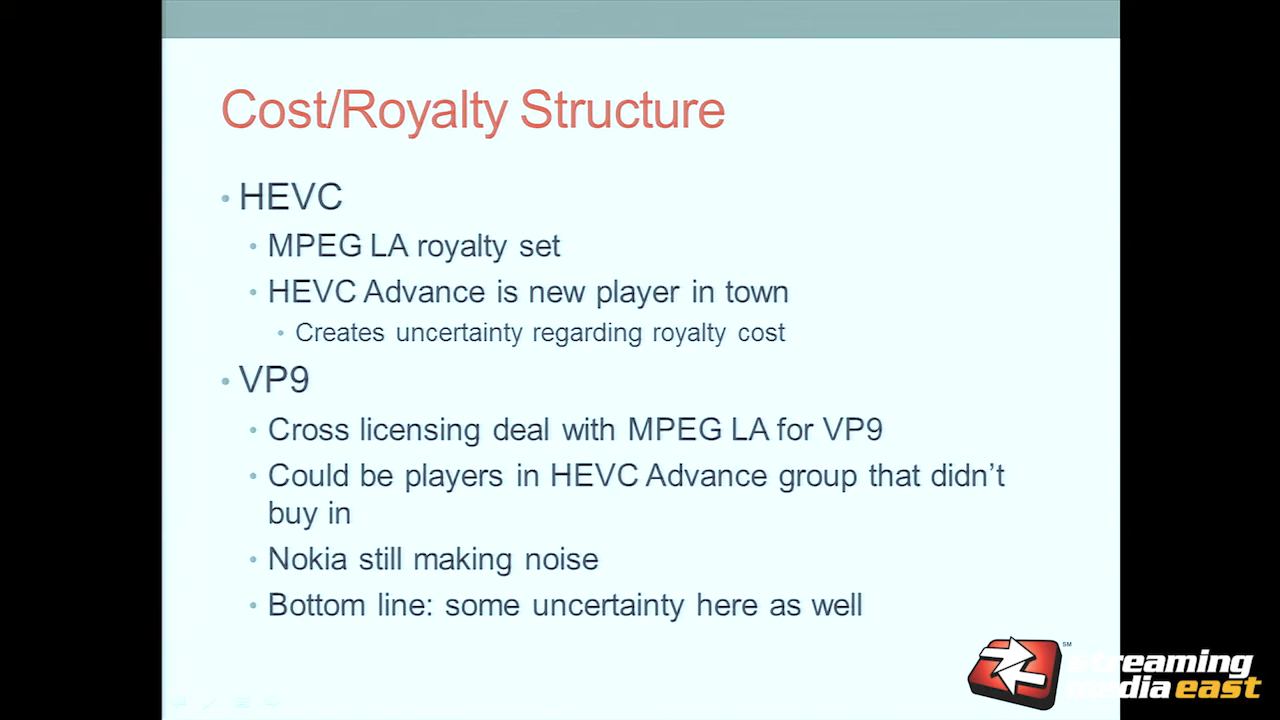 Cost/Royalty Structure
• HEVC
• MPEG LA royalty set
• HEVC Advance is new player in town
• Creates uncertainty regarding royalty cost
• VP9
• Cross licensing deal with MPEG LA for VP9
• Could be players in HEVC Advance group that didn't
buy in
• Nokia still making noise
• Bottom line: some uncertainty here as well
SM
streaming
media east